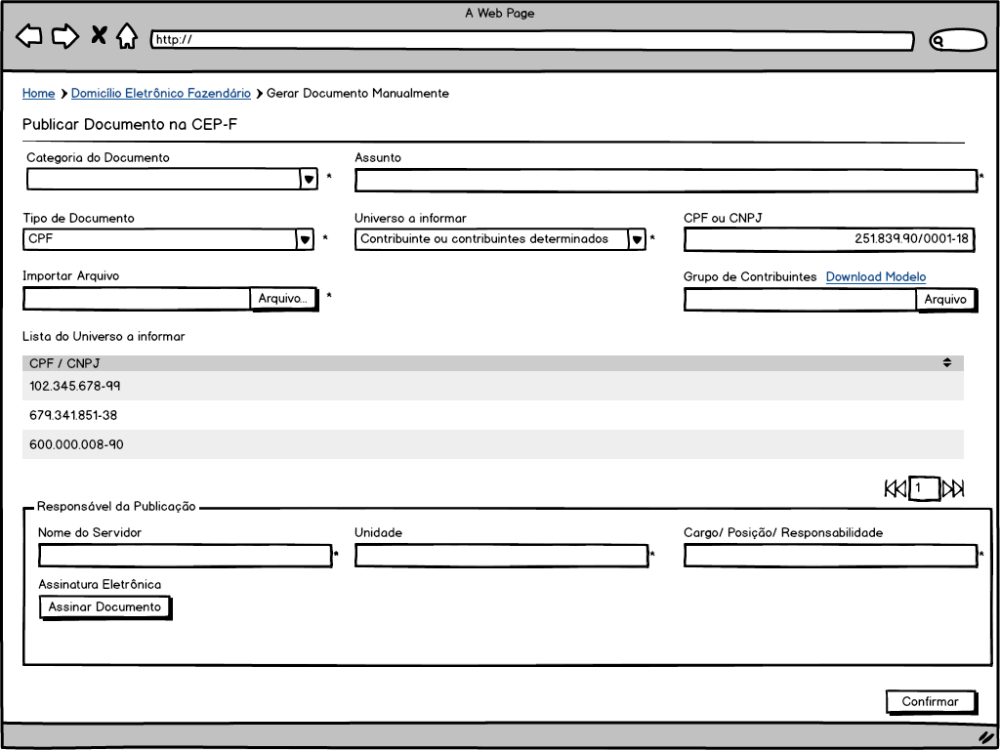 A Web Page
http://
Home Domicílio Eletrônico Fazendário Gerar Documento Manualmente
Publicar Documento na CEP-F
Categoria do Documento Assunto
* *
Tipo de Documento Universo a informar CPF ou CNPJ
CPF * Contribuinte ou contribuintes determinados * 251.839.90/0001-18
Importar Arquivo Grupo de Contribuintes Download Modelo
Arquivo... * Arquivo
Lista do Universo a informar
CPF / CNPJ
102.345.678-99
679.341.851-38
600.000.008-90
1
Responsável da Publicação
Nome do Servidor Unidade Cargo/ Posição/ Responsabilidade
* * *
Assinatura Eletrônica
Assinar Documento
Confirmar